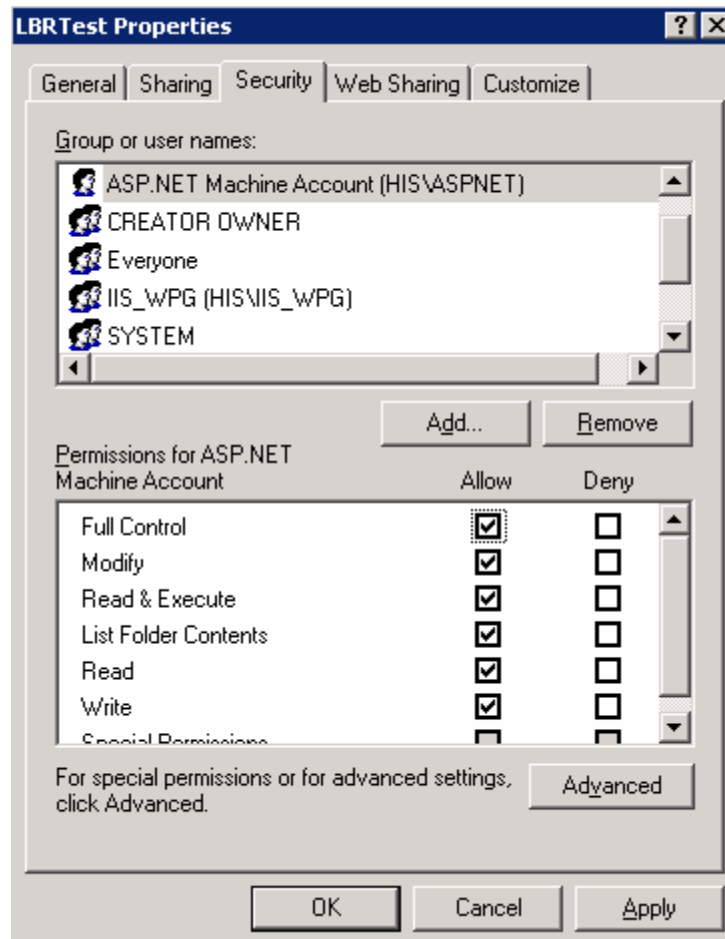 LBRTest Properties
General Sharing Security Web Sharing Customize
Group or user names:
ASP.NET Machine Account (HIS\ASPNET)
CREATOR OWNER
Everyone
IIS_WPG (HIS\IIS_WPG)
SYSTEM
Add... Remove
Permissions for ASP.NET
Machine Account Allow Deny
Full Control
Modify
Read & Execute
List Folder Contents
Read
Write
Special Permissions
For special permissions or for advanced settings,
click Advanced.
Advanced
OK Cancel Apply